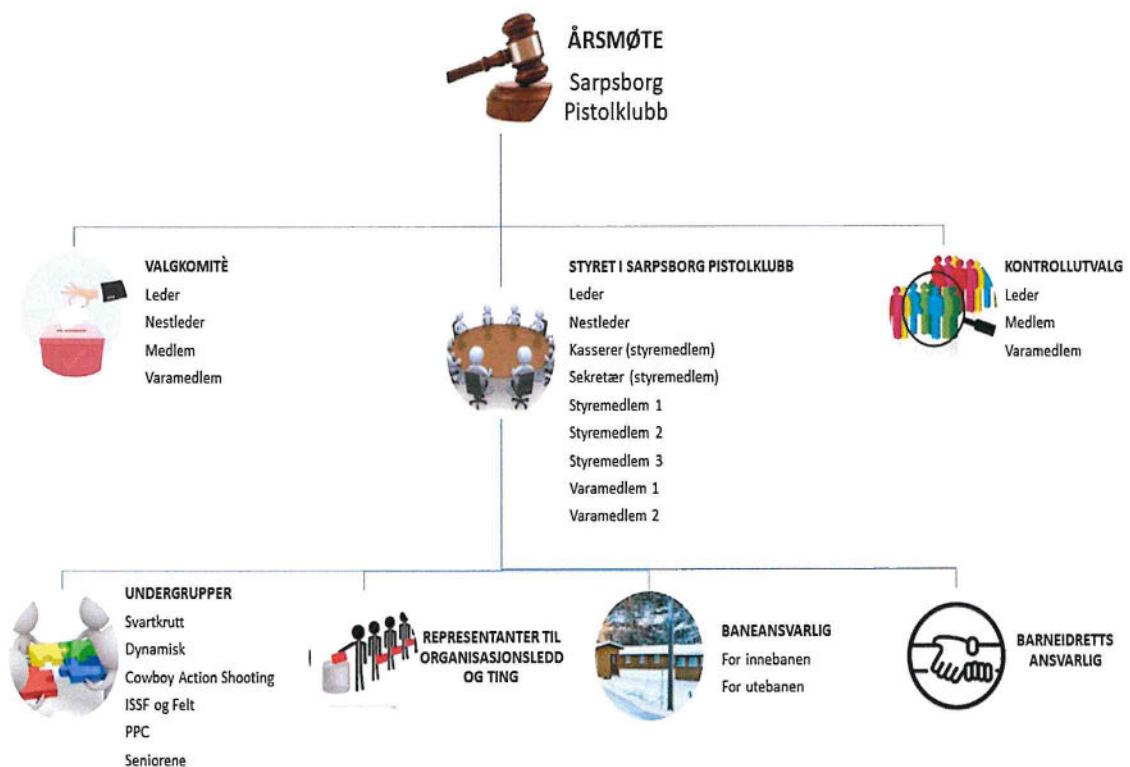 ÅRSMØTE
Sarpsborg
Pistolklubb
VALGKOMITÈ
Leder
Nestleder
Medlem
Varamedlem
STYRET I SARPSBORG PISTOLKLUBB
Leder
Nestleder
Kasserer (styremedlem)
Sekretær (styremedlem)
Styremedlem 1
Styremedlem 2
Styremedlem 3
Varamedlem 1
Varamedlem 2
KONTROLLUTVALG
Leder
Medlem
Varamedlem
UNDERGRUPPER
Svartkrutt
Dynamisk
Cowboy Action Shooting
ISSF og Felt
PPC
Seniorene
REPRESENTANTER TIL
ORGANISASJONSLEDD
OG TING
BANEANSVARLIG
For innebanen
For utebanen
BARNEIDRETTS
ANSVARLIG